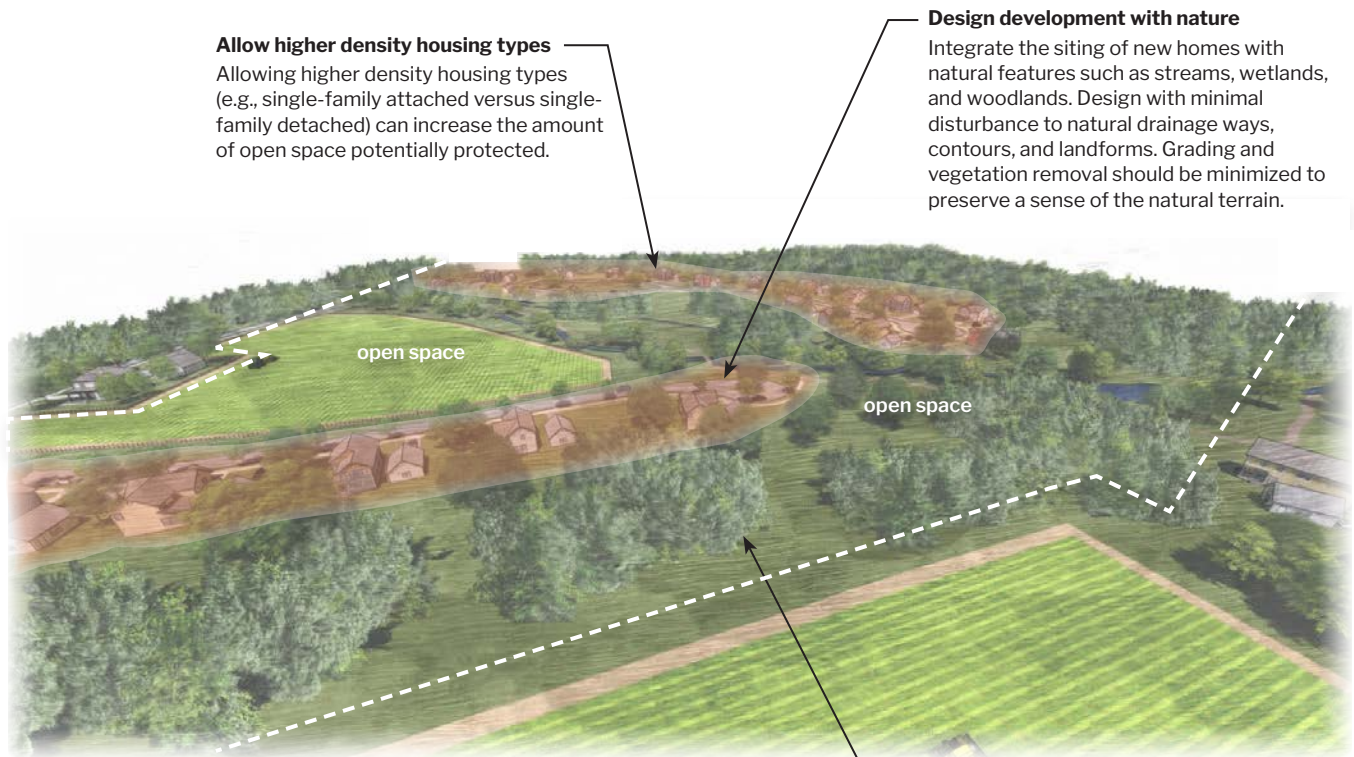 Allow higher density housing types
Allowing higher density housing types
(e.g., single-family attached versus single-
family detached) can increase the amount
of open space potentially protected.
Design development with nature
Integrate the siting of new homes with
natural features such as streams, wetlands,
and woodlands. Design with minimal
disturbance to natural drainage ways,
contours, and landforms. Grading and
vegetation removal should be minimized to
preserve a sense of the natural terrain.
open space
open space